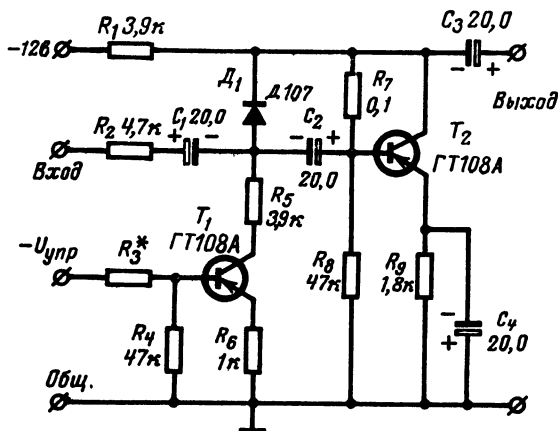 R₁ 3,9к
C₃ 20,0
-12б
- +
Выход
Д₁
Д107
R₇
0,1
R₂ 4,7к
C₁ 20,0
+ -
Вход
C₂
- +
20,0
T₂
ГТ108А
R₅
3,9к
T₁
ГТ108А
-Uупр
R₃*
R₈
47к
R₉
1,8к
R₄
47к
R₆
1к
-
+
C₄
20,0
Общ.